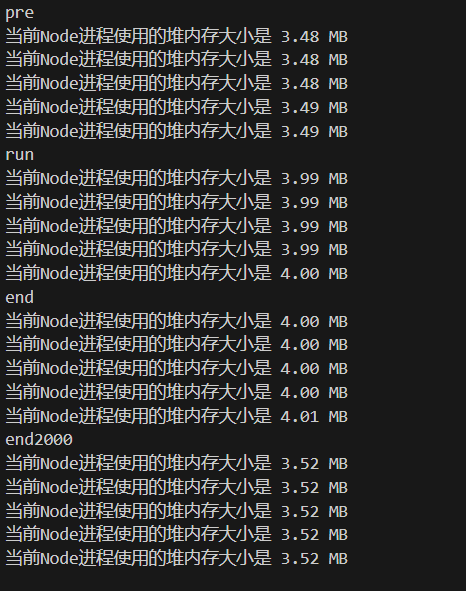 pre
当前Node进程使用的堆内存大小是 3.48 MB
当前Node进程使用的堆内存大小是 3.48 MB
当前Node进程使用的堆内存大小是 3.48 MB
当前Node进程使用的堆内存大小是 3.49 MB
当前Node进程使用的堆内存大小是 3.49 MB
run
当前Node进程使用的堆内存大小是 3.99 MB
当前Node进程使用的堆内存大小是 3.99 MB
当前Node进程使用的堆内存大小是 3.99 MB
当前Node进程使用的堆内存大小是 3.99 MB
当前Node进程使用的堆内存大小是 4.00 MB
end
当前Node进程使用的堆内存大小是 4.00 MB
当前Node进程使用的堆内存大小是 4.00 MB
当前Node进程使用的堆内存大小是 4.00 MB
当前Node进程使用的堆内存大小是 4.00 MB
当前Node进程使用的堆内存大小是 4.01 MB
end2000
当前Node进程使用的堆内存大小是 3.52 MB
当前Node进程使用的堆内存大小是 3.52 MB
当前Node进程使用的堆内存大小是 3.52 MB
当前Node进程使用的堆内存大小是 3.52 MB
当前Node进程使用的堆内存大小是 3.52 MB